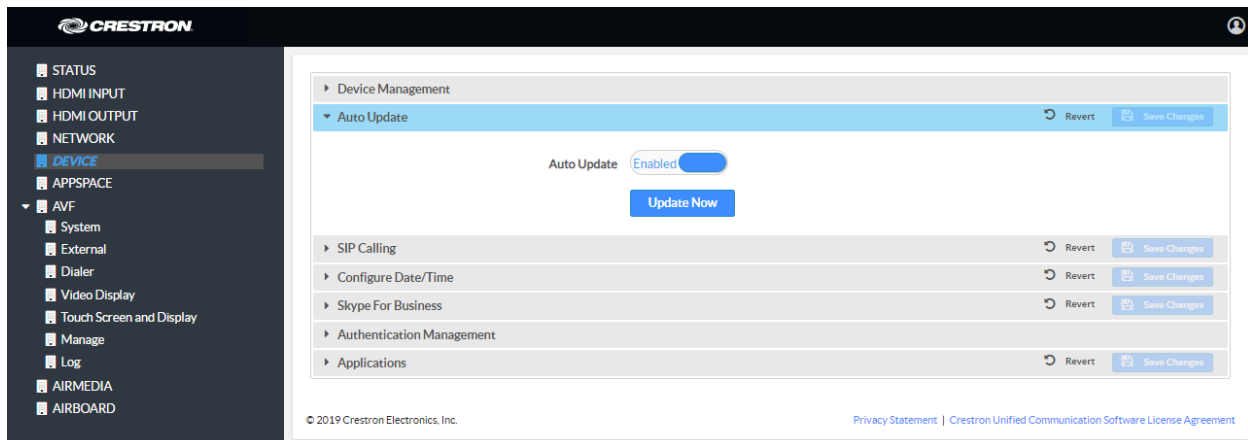 CRESTRON
STATUS
HDMI INPUT
HDMI OUTPUT
NETWORK
DEVICE
APPSPACE
AVF
System
External
Dialer
Video Display
Touch Screen and Display
Manage
Log
AIRMEDIA
AIRBOARD
Device Management
Auto Update Revert Save Changes
Auto Update Enabled
Update Now
SIP Calling Revert Save Changes
Configure Date/Time Revert Save Changes
Skype For Business Revert Save Changes
Authentication Management
Applications Revert Save Changes
© 2019 Crestron Electronics, Inc. Privacy Statement | Crestron Unified Communication Software License Agreement